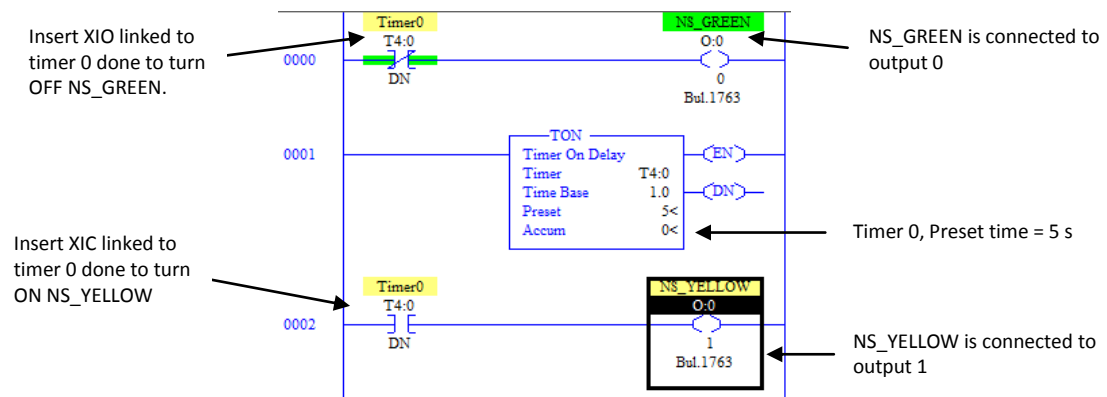 Insert XIO linked to
timer 0 done to turn
OFF NS_GREEN.
Timer0
T4:0
0000
DN
NS_GREEN
O:0
0
Bul.1763
NS_GREEN is connected to
output 0
0001
TON
Timer On Delay
Timer T4:0
Time Base 1.0
Preset 5<
Accum 0<
EN
DN
Timer 0, Preset time = 5 s
Insert XIC linked to
timer 0 done to turn
ON NS_YELLOW
Timer0
T4:0
0002
DN
NS_YELLOW
O:0
1
Bul.1763
NS_YELLOW is connected to
output 1